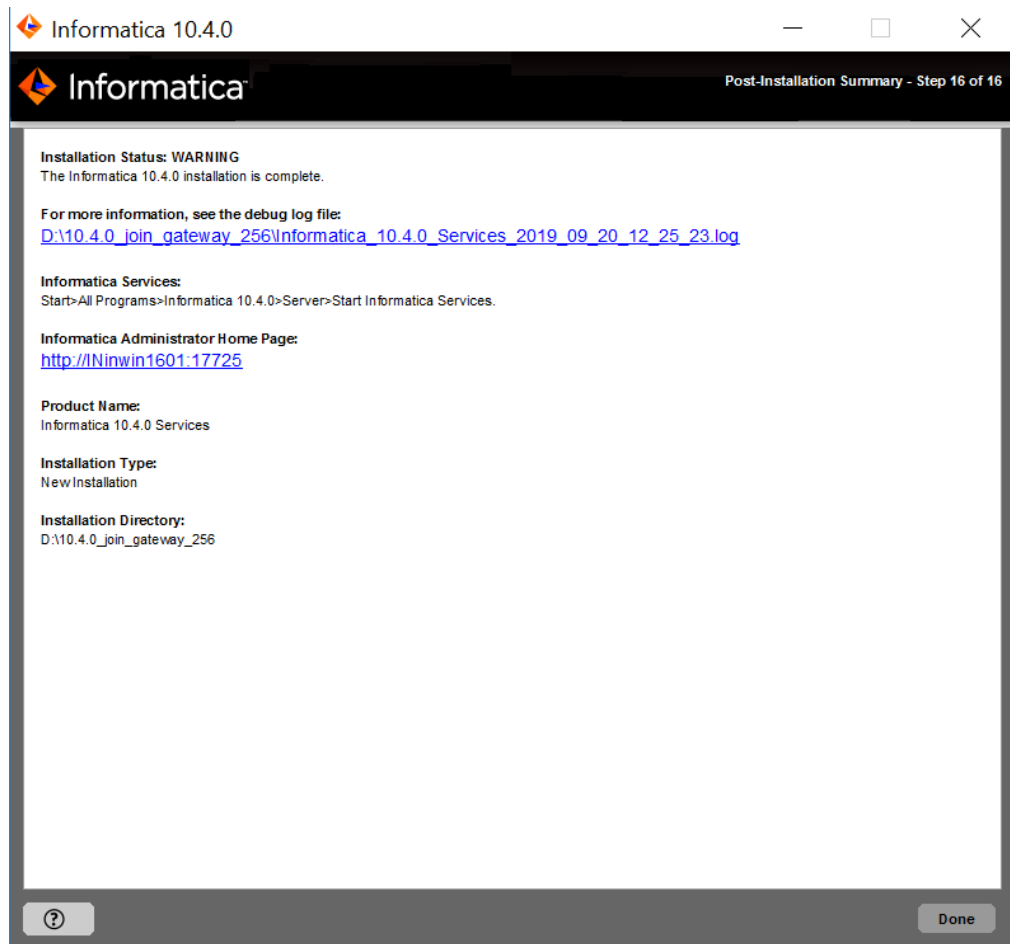 Informatica 10.4.0
Informatica
Post-Installation Summary - Step 16 of 16
Installation Status: WARNING
The Informatica 10.4.0 installation is complete.
For more information, see the debug log file:
D:\10.4.0_join_gateway_256\Informatica_10.4.0_Services_2019_09_20_12_25_23.log
Informatica Services:
Start>All Programs>Informatica 10.4.0>Server>Start Informatica Services.
Informatica Administrator Home Page:
http://INinwin1601:17725
Product Name:
Informatica 10.4.0 Services
Installation Type:
New Installation
Installation Directory:
D:\10.4.0_join_gateway_256
?
Done